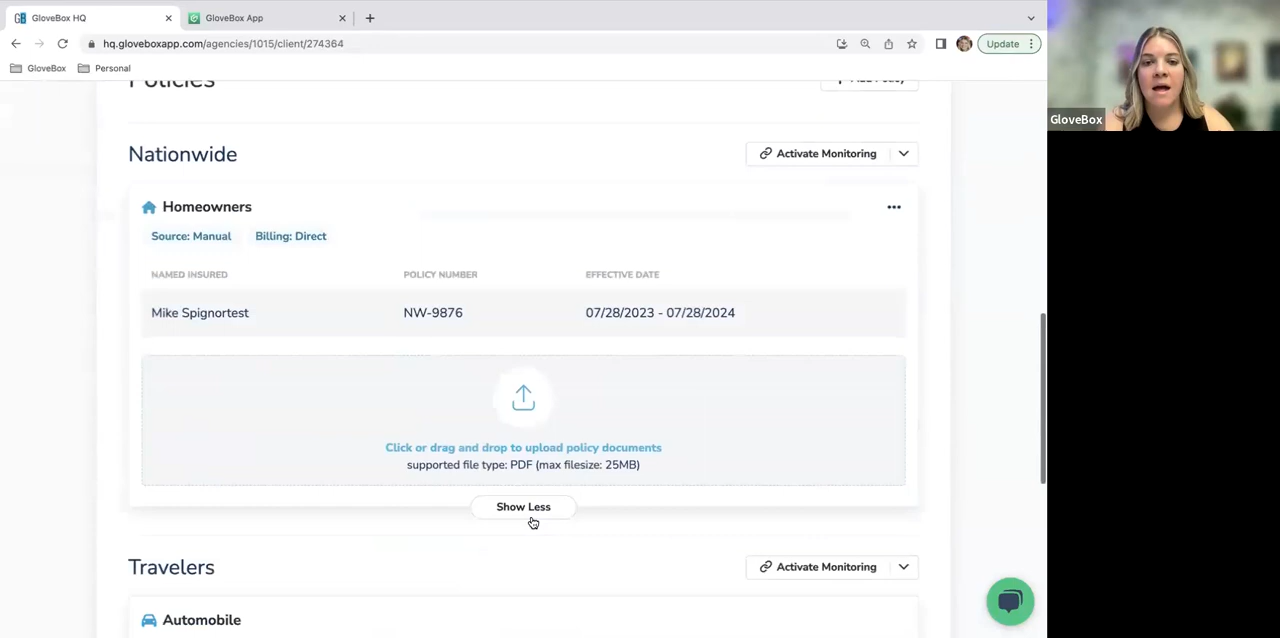 GloveBox HQ
GloveBox App
hq.gloveboxapp.com/agencies/1015/client/274364
Update
GloveBox
Personal
Policies
Nationwide
Activate Monitoring
Homeowners
Source: Manual
Billing: Direct
NAMED INSURED
POLICY NUMBER
EFFECTIVE DATE
Mike Spignortest
NW-9876
07/28/2023 - 07/28/2024
Click or drag and drop to upload policy documents
supported file type: PDF (max filesize: 25MB)
Show Less
Travelers
Activate Monitoring
Automobile
GloveBox